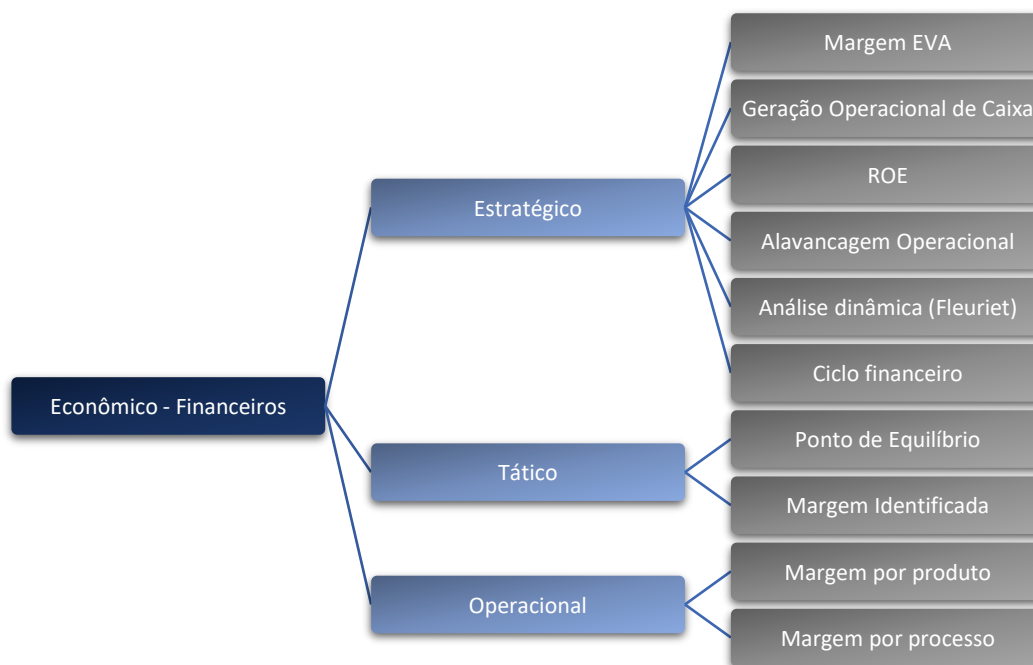 Margem EVA
Geração Operacional de Caixa
ROE
Estratégico
Alavancagem Operacional
Análise dinâmica (Fleuriet)
Ciclo financeiro
Econômico - Financeiros
Ponto de Equilíbrio
Tático
Margem Identificada
Margem por produto
Operacional
Margem por processo